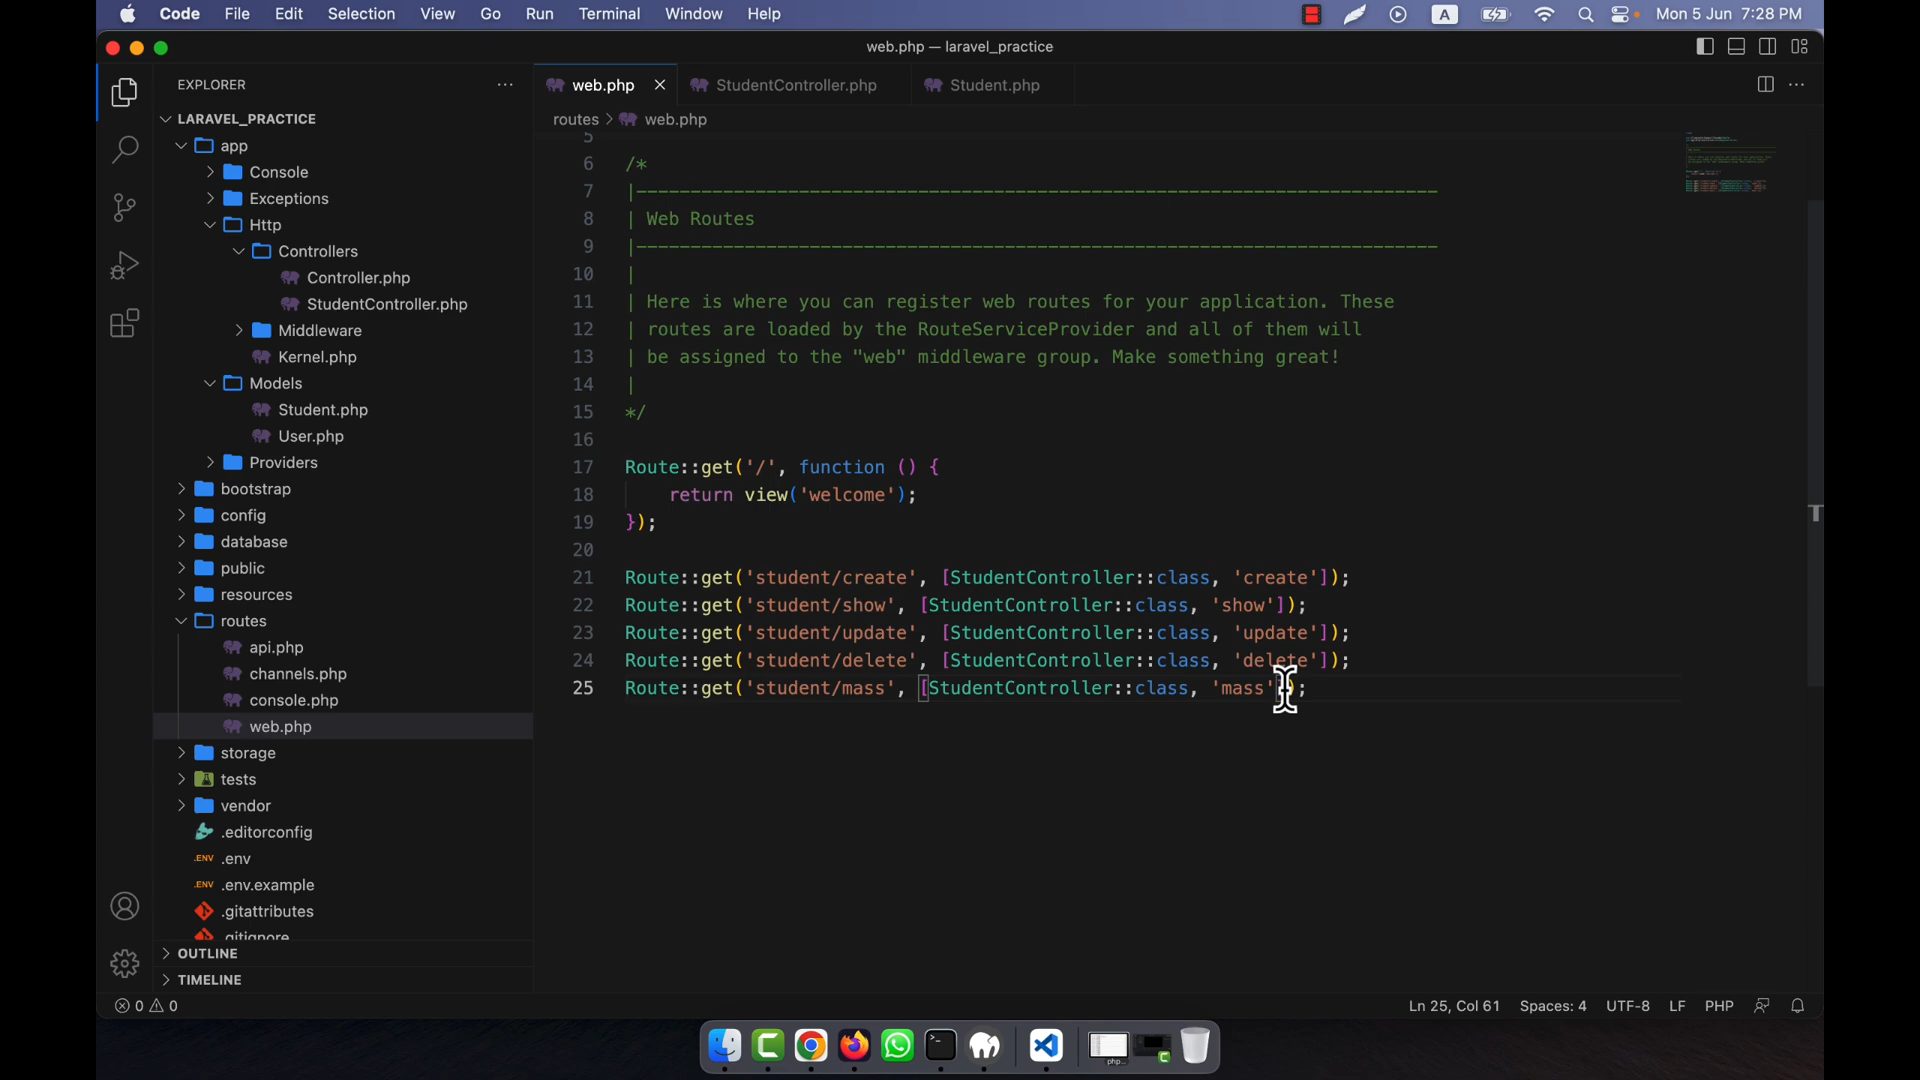 Code File Edit Selection View Go Run Terminal Window Help A Mon 5 Jun 7:28 PM
web.php — laravel_practice
EXPLORER
LARAVEL_PRACTICE
app
Console
Exceptions
Http
Controllers
Controller.php
StudentController.php
Middleware
Kernel.php
Models
Student.php
User.php
Providers
bootstrap
config
database
public
resources
routes
api.php
channels.php
console.php
web.php
storage
tests
vendor
.editorconfig
.ENV .env
.ENV .env.example
.gitattributes
.gitignore
OUTLINE
TIMELINE
web.php StudentController.php Student.php
routes > web.php
5
6 /*
7 |--------------------------------------------------------------------------
8 | Web Routes
9 |--------------------------------------------------------------------------
10 |
11 | Here is where you can register web routes for your application. These
12 | routes are loaded by the RouteServiceProvider and all of them will
13 | be assigned to the "web" middleware group. Make something great!
14 |
15 */
16
17 Route::get('/', function () {
18 return view('welcome');
19 });
20
21 Route::get('student/create', [StudentController::class, 'create']);
22 Route::get('student/show', [StudentController::class, 'show']);
23 Route::get('student/update', [StudentController::class, 'update']);
24 Route::get('student/delete', [StudentController::class, 'delete']);
25 Route::get('student/mass', [StudentController::class, 'mass']);
0 0 Ln 25, Col 61 Spaces: 4 UTF-8 LF PHP